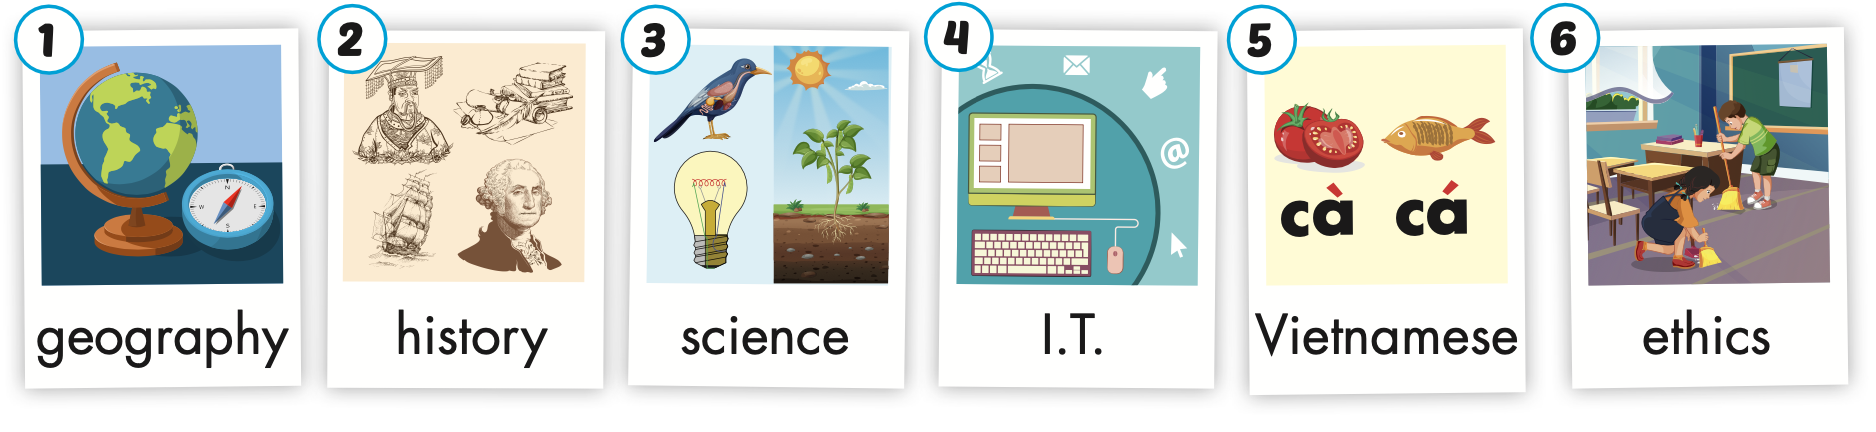 1
geography
2
history
3
science
4
@
I.T.
5
cà cá
Vietnamese
6
ethics